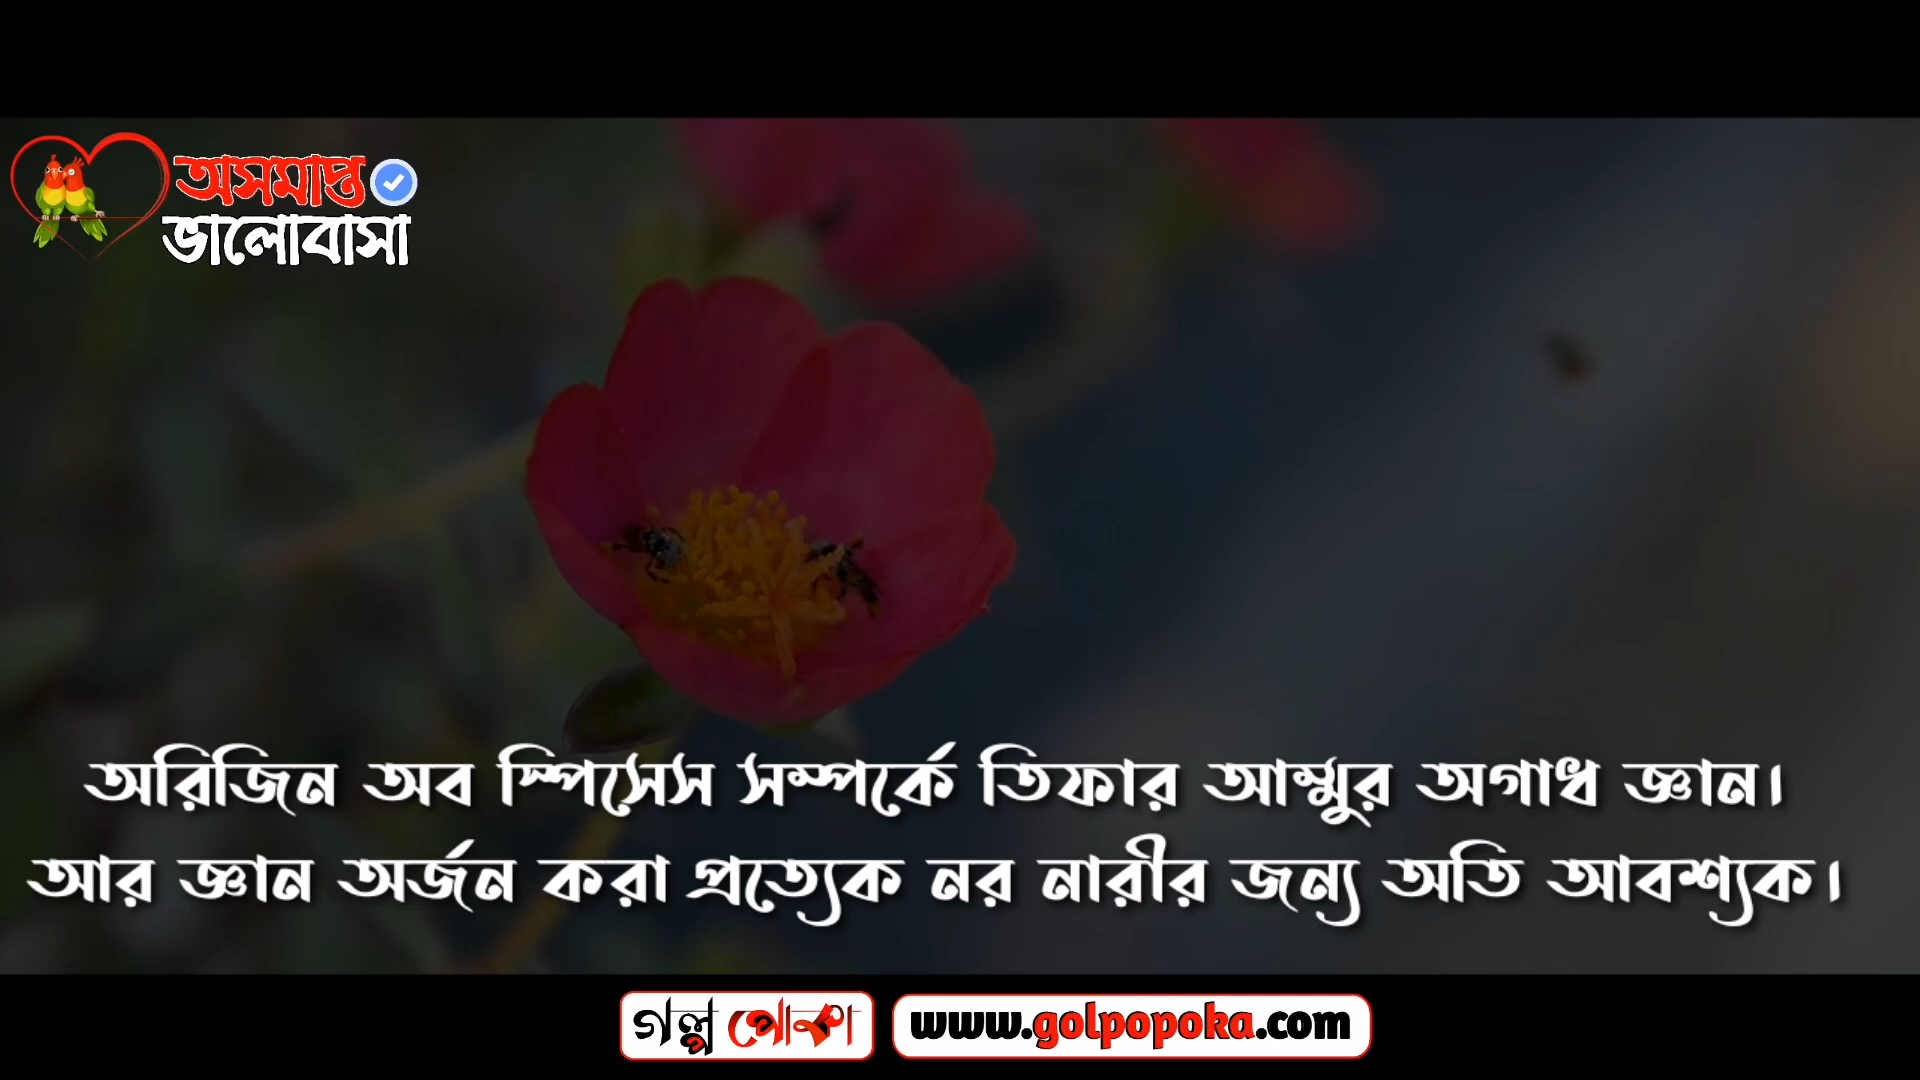 অসমাপ্ত
ভালোবাসা
অরিজিন অব স্পিসেস সম্পর্কে তিফার আম্মুর অগাধ জ্ঞান।
আর জ্ঞান অর্জন করা প্রত্যেক নর নারীর জন্য অতি আবশ্যক।
গল্প পোকা
www.golpopoka.com